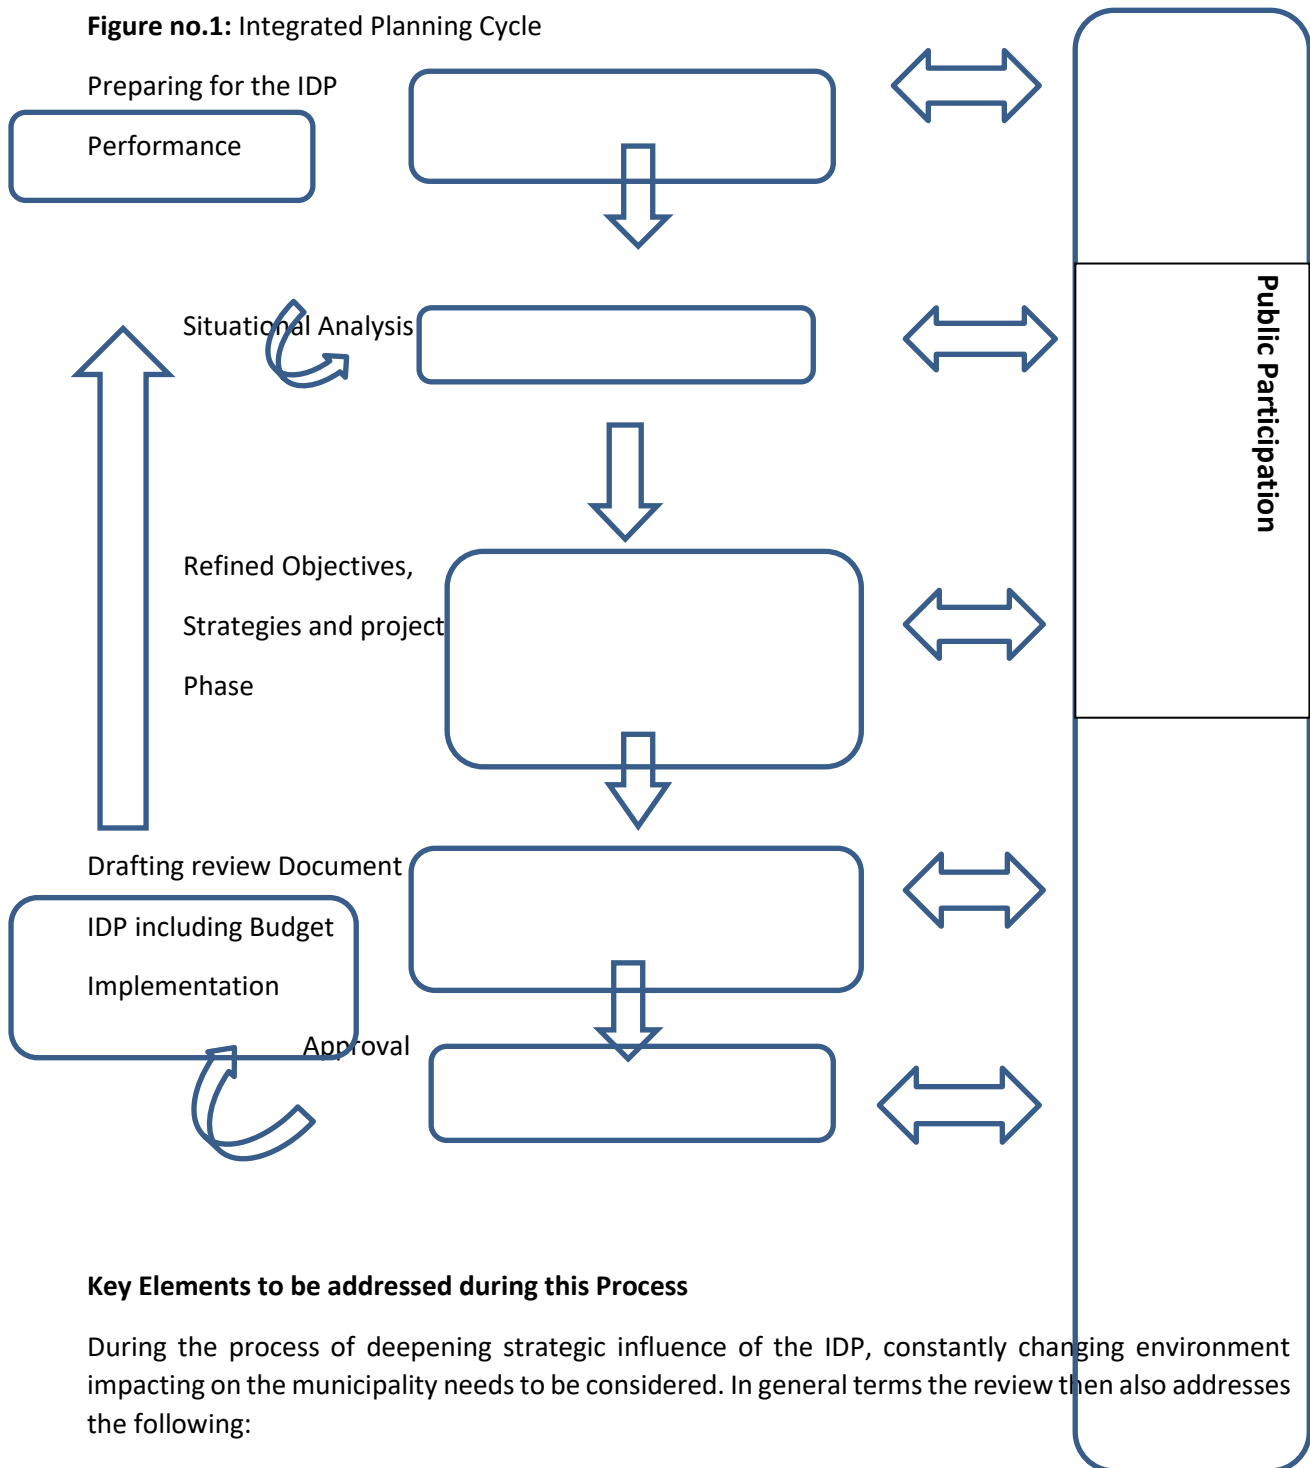 Figure no.1: Integrated Planning Cycle
Preparing for the IDP
Performance
Situational Analysis
Public Participation
Refined Objectives,
Strategies and project
Phase
Drafting review Document
IDP including Budget
Implementation
Approval
Key Elements to be addressed during this Process
During the process of deepening strategic influence of the IDP, constantly changing environment
impacting on the municipality needs to be considered. In general terms the review then also addresses
the following: